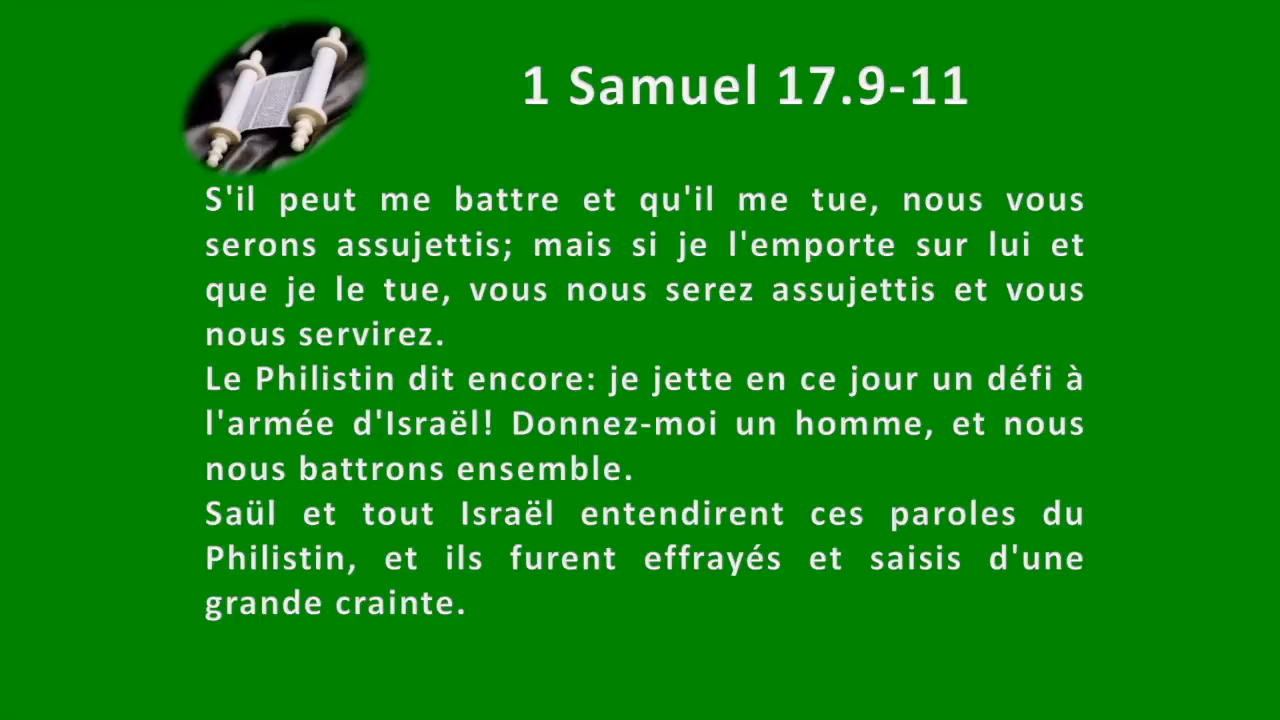 1 Samuel 17.9-11
S'il peut me battre et qu'il me tue, nous vous
serons assujettis; mais si je l'emporte sur lui et
que je le tue, vous nous serez assujettis et vous
nous servirez.
Le Philistin dit encore: je jette en ce jour un défi à
l'armée d'Israël! Donnez-moi un homme, et nous
nous battrons ensemble.
Saül et tout Israël entendirent ces paroles du
Philistin, et ils furent effrayés et saisis d'une
grande crainte.